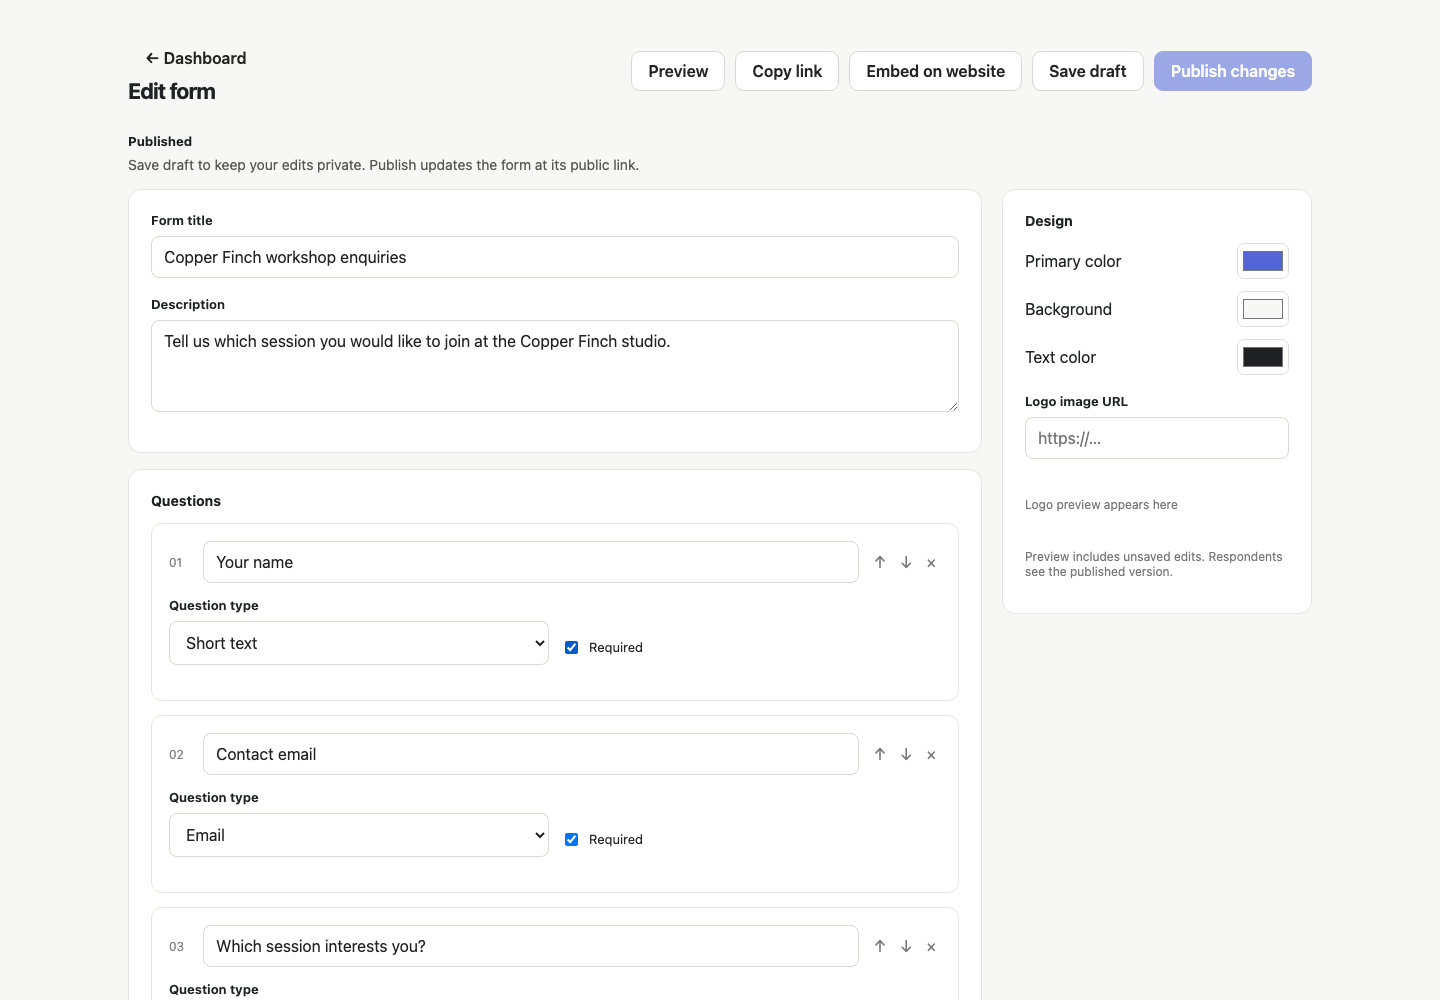 ← Dashboard
Edit form
Preview
Copy link
Embed on website
Save draft
Publish changes
Published
Save draft to keep your edits private. Publish updates the form at its public link.
Form title
Copper Finch workshop enquiries
Description
Tell us which session you would like to join at the Copper Finch studio.
Questions
01
Your name
↑ ↓ ×
Question type
Short text
Required
02
Contact email
↑ ↓ ×
Question type
Email
Required
03
Which session interests you?
↑ ↓ ×
Question type
Design
Primary color
Background
Text color
Logo image URL
https://...
Logo preview appears here
Preview includes unsaved edits. Respondents
see the published version.